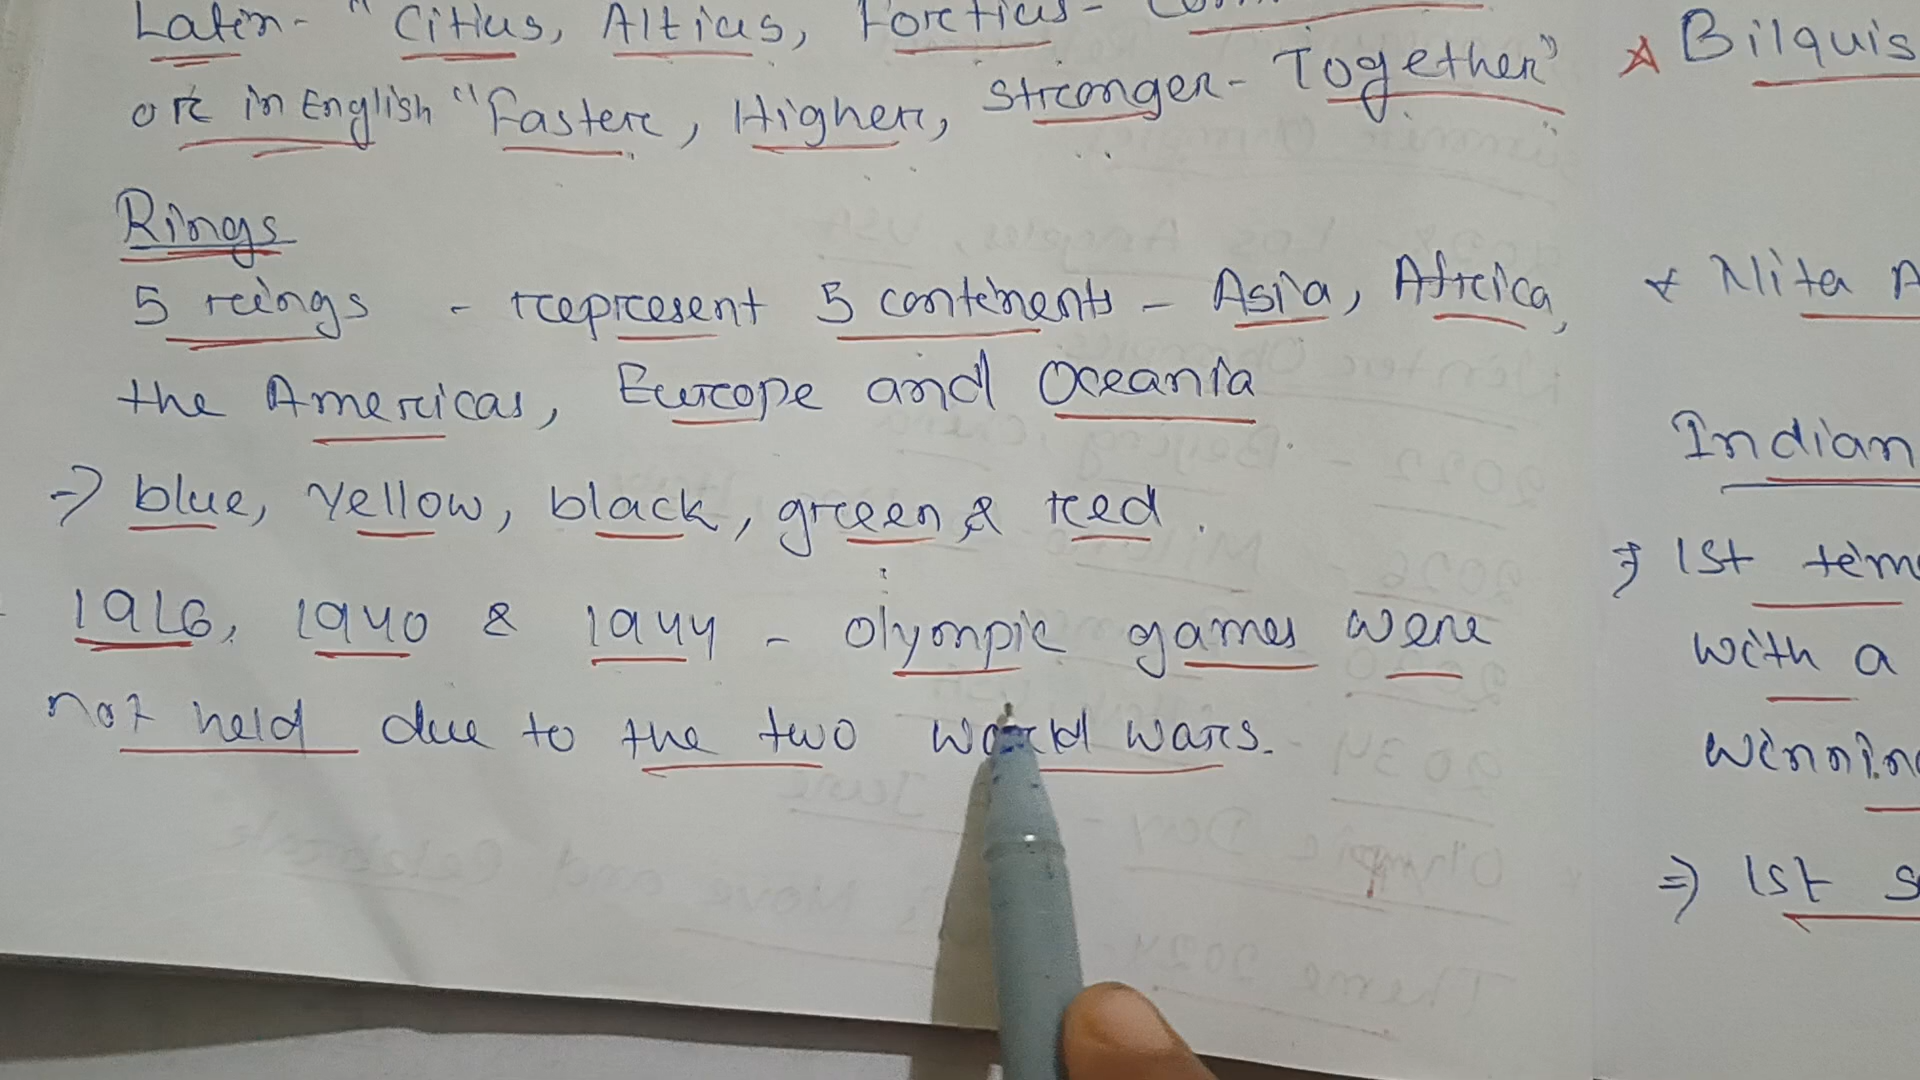 Latin- "Citius, Altius, Fortius-
or in English "Faster, Higher, Stronger- Together"
Rings
5 rings - represent 5 continents - Asia, Africa,
the Americas, Europe and Oceania
⇒ blue, Yellow, black, green & red.
1916, 1940 & 1944 - Olympic games were
not held due to the two world wars.
☆ Bilquis
* Nita A
Indian
⇒ 1st
with a
winning
⇒ 1st